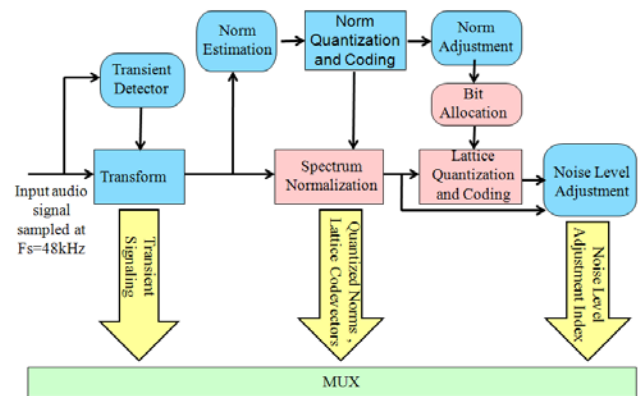 Norm
Estimation
Norm
Quantization
and Coding
Norm
Adjustment
Transient
Detector
Bit
Allocation
Transform
Spectrum
Normalization
Lattice
Quantization
and Coding
Noise Level
Adjustment
Input audio
signal
sampled at
Fs=48kHz
Transient
Signaling
Quantized Norms ,
Lattice Codevectors
Noise Level
Adjustment Index
MUX